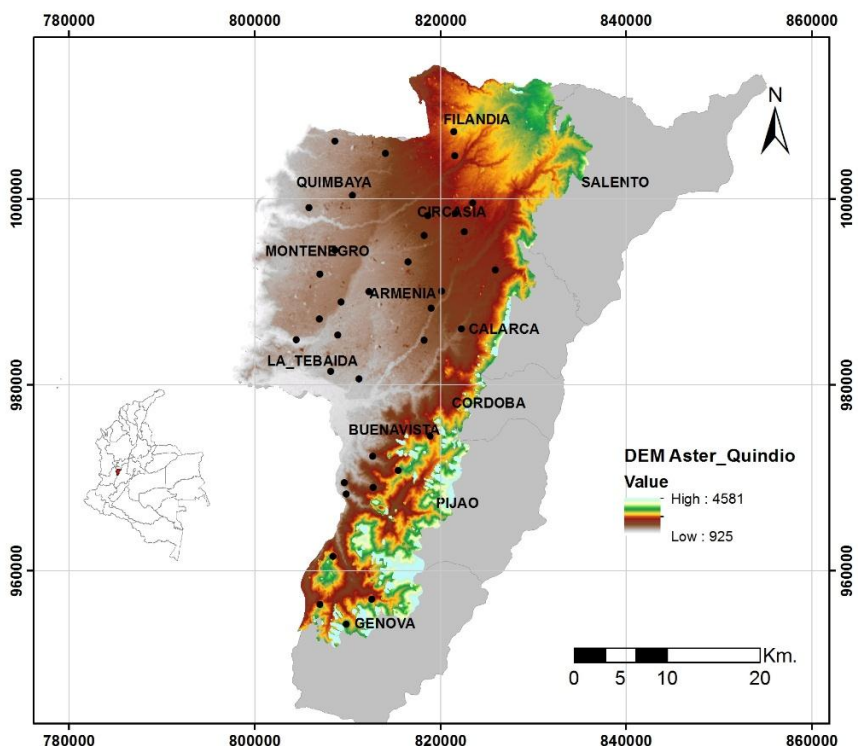 780000 800000 820000 840000 860000
N
FILANDIA
QUIMBAYA
SALENTO
1000000 1000000
CIRCASIA
MONTENEGRO
ARMENIA
CALARCA
LA_TEBAIDA
980000 980000
CORDOBA
BUENAVISTA
DEM Aster_Quindio
Value
High : 4581
Low : 925
PIJAO
960000 960000
GENOVA
Km.
0 5 10 20
780000 800000 820000 840000 860000